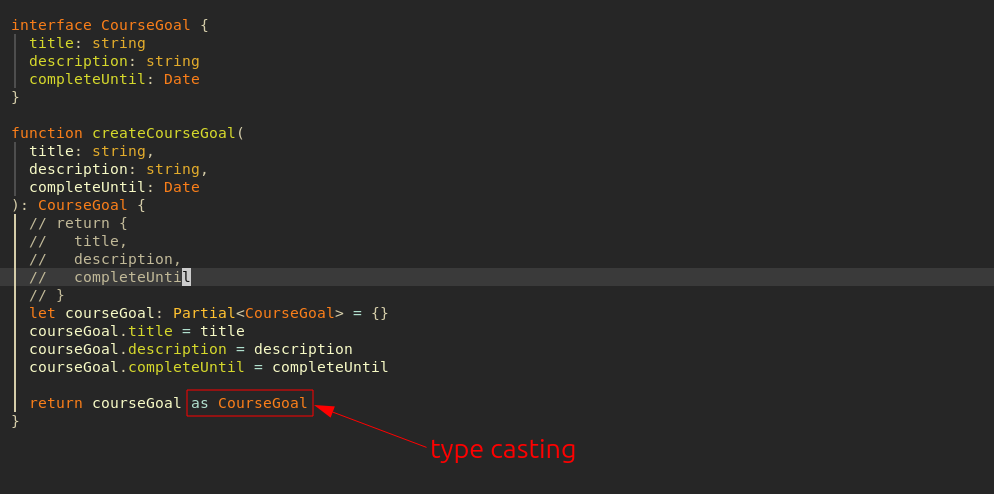 interface CourseGoal {
title: string
description: string
completeUntil: Date
}
function createCourseGoal(
title: string,
description: string,
completeUntil: Date
): CourseGoal {
// return {
//   title,
//   description,
//   completeUntil
// }
let courseGoal: Partial<CourseGoal> = {}
courseGoal.title = title
courseGoal.description = description
courseGoal.completeUntil = completeUntil
return courseGoal as CourseGoal
}
type casting